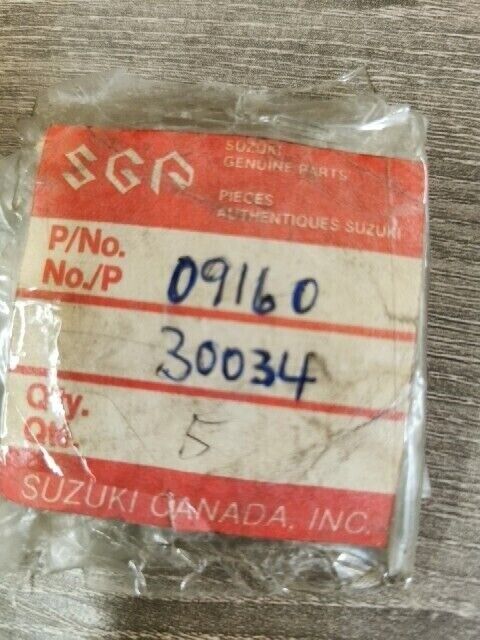 SGP
SUZUKI
GENUINE PARTS
PIECES
AUTHENTIQUES SUZUKI
P/No.
No./P
09160
30034
Qty.
Qté.
5
SUZUKI CANADA, INC.